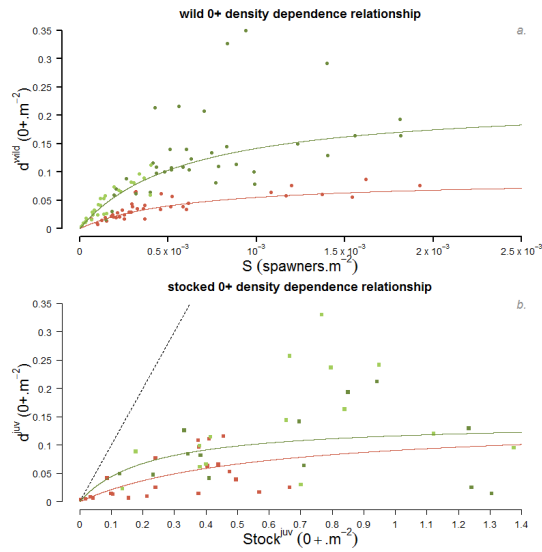 wild 0+ density dependence relationship
a.
0.35
0.3
0.25
0.2
0.15
0.1
0.05
0
d^wild (0+.m^-2)
0 0.5 x10^-3 10^-3 1.5 x10^-3 2 x10^-3 2.5 x10^-3
S (spawners.m^-2)
stocked 0+ density dependence relationship
b.
0.35
0.3
0.25
0.2
0.15
0.1
0.05
0
d^juv (0+.m^-2)
0 0.1 0.2 0.3 0.4 0.5 0.6 0.7 0.8 0.9 1 1.1 1.2 1.3 1.4
Stock^juv (0+.m^-2)